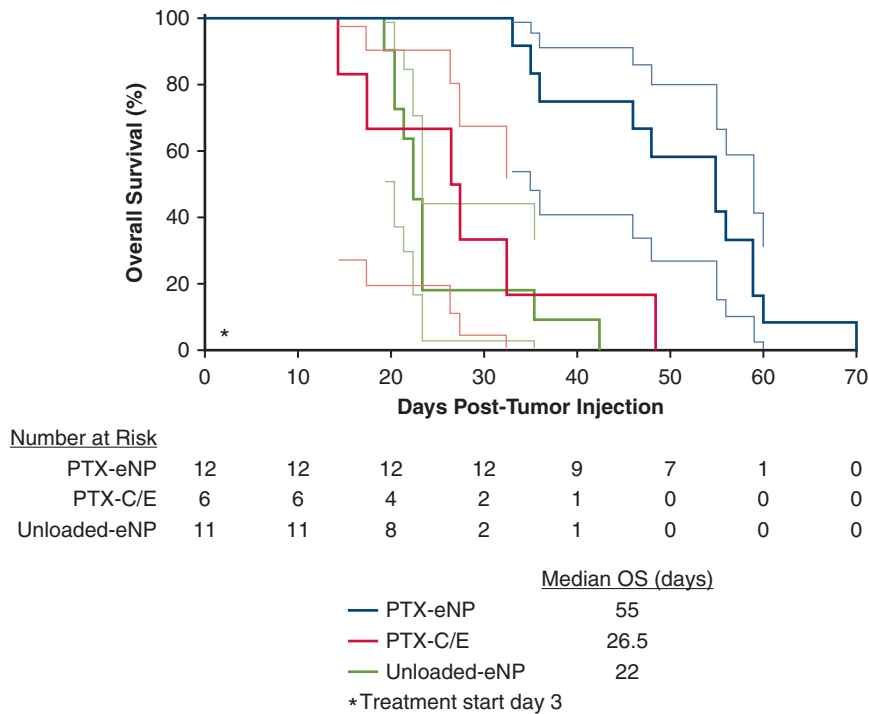 Overall Survival (%)
100
80
60
40
20
0
*
0 10 20 30 40 50 60 70
Days Post-Tumor Injection
Number at Risk
PTX-eNP 12 12 12 12 9 7 1 0
PTX-C/E 6 6 4 2 1 0 0 0
Unloaded-eNP 11 11 8 2 1 0 0 0
Median OS (days)
PTX-eNP 55
PTX-C/E 26.5
Unloaded-eNP 22
*Treatment start day 3